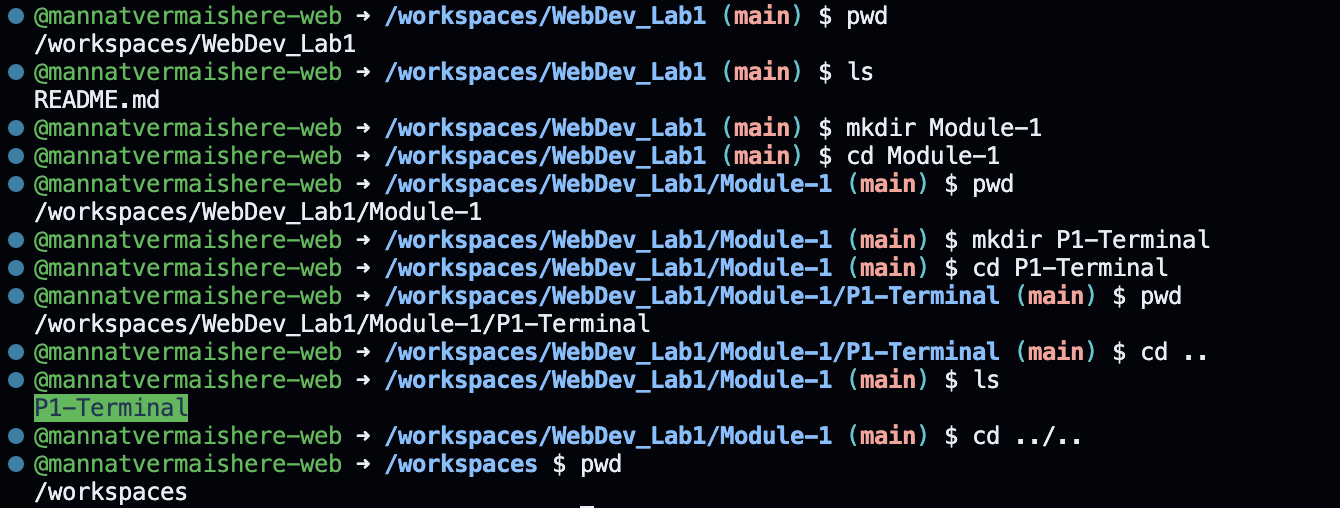 @mannatvermaishere-web → /workspaces/WebDev_Lab1 (main) $ pwd
/workspaces/WebDev_Lab1
@mannatvermaishere-web → /workspaces/WebDev_Lab1 (main) $ ls
README.md
@mannatvermaishere-web → /workspaces/WebDev_Lab1 (main) $ mkdir Module-1
@mannatvermaishere-web → /workspaces/WebDev_Lab1 (main) $ cd Module-1
@mannatvermaishere-web → /workspaces/WebDev_Lab1/Module-1 (main) $ pwd
/workspaces/WebDev_Lab1/Module-1
@mannatvermaishere-web → /workspaces/WebDev_Lab1/Module-1 (main) $ mkdir P1-Terminal
@mannatvermaishere-web → /workspaces/WebDev_Lab1/Module-1 (main) $ cd P1-Terminal
@mannatvermaishere-web → /workspaces/WebDev_Lab1/Module-1/P1-Terminal (main) $ pwd
/workspaces/WebDev_Lab1/Module-1/P1-Terminal
@mannatvermaishere-web → /workspaces/WebDev_Lab1/Module-1/P1-Terminal (main) $ cd ..
@mannatvermaishere-web → /workspaces/WebDev_Lab1/Module-1 (main) $ ls
P1-Terminal
@mannatvermaishere-web → /workspaces/WebDev_Lab1/Module-1 (main) $ cd ../..
@mannatvermaishere-web → /workspaces $ pwd
/workspaces